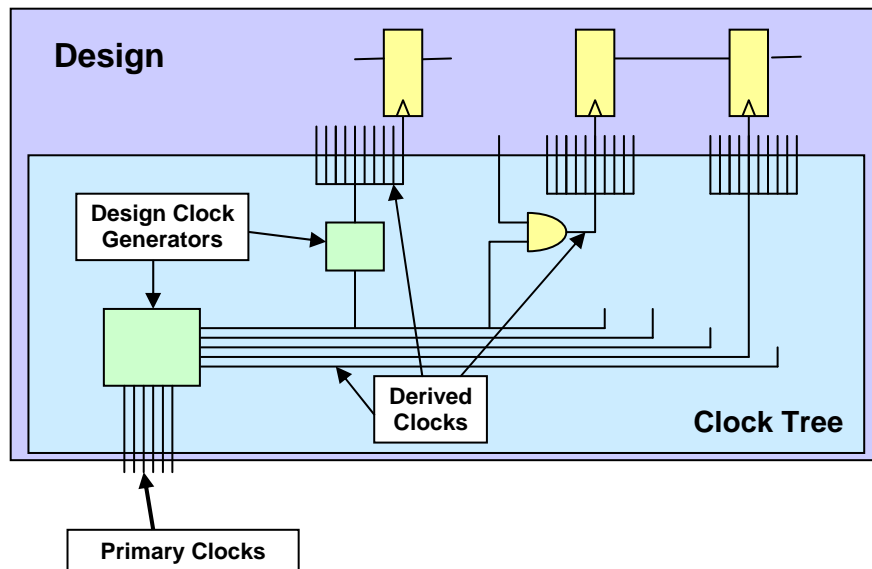 Design
Design Clock
Generators
Derived
Clocks
Clock Tree
Primary Clocks